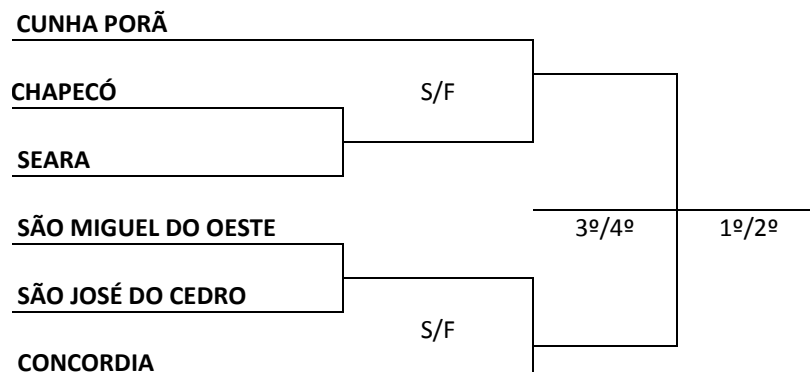 CUNHA PORÃ
CHAPECÓ
S/F
SEARA
SÃO MIGUEL DO OESTE
3º/4º
1º/2º
SÃO JOSÉ DO CEDRO
S/F
CONCORDIA